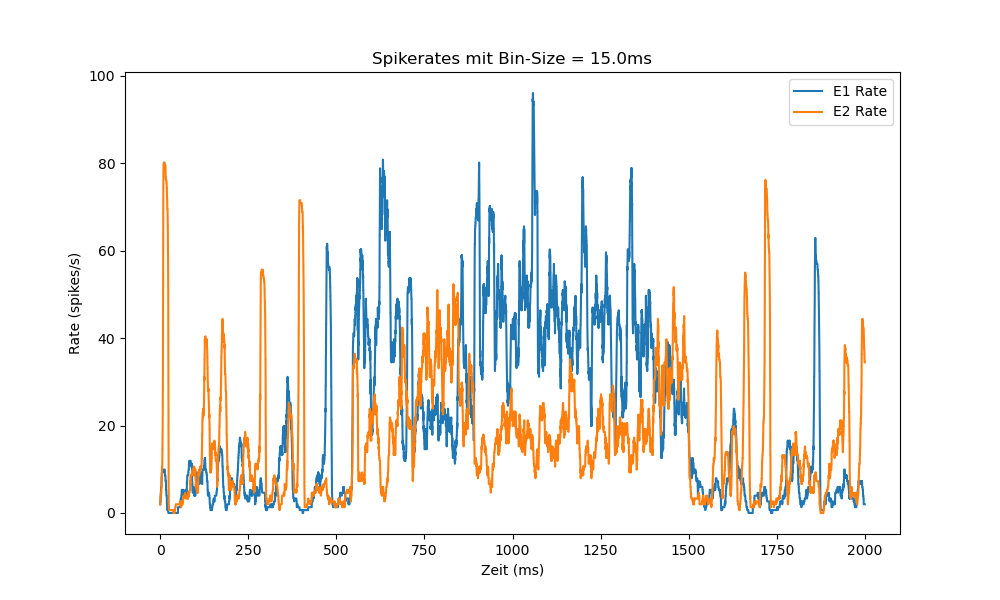 Spikerates mit Bin-Size = 15.0ms
E1 Rate
E2 Rate
Rate (spikes/s)
100
80
60
40
20
0
0 250 500 750 1000 1250 1500 1750 2000
Zeit (ms)